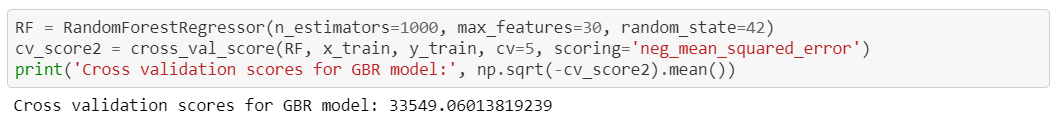 RF = RandomForestRegressor(n_estimators=1000, max_features=30, random_state=42)
cv_score2 = cross_val_score(RF, x_train, y_train, cv=5, scoring='neg_mean_squared_error')
print('Cross validation scores for GBR model:', np.sqrt(-cv_score2).mean())
Cross validation scores for GBR model: 33549.06013819239